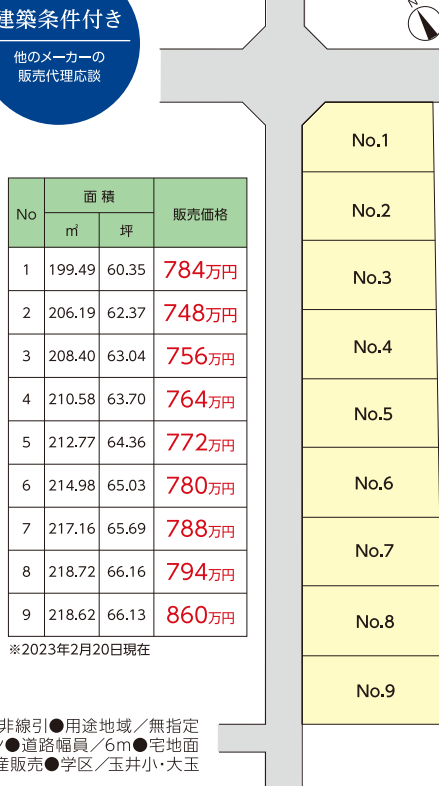 建築条件付き
他のメーカーの
販売代理応談
N
No 面積 販売価格
㎡ 坪
1 199.49 60.35 784万円
2 206.19 62.37 748万円
3 208.40 63.04 756万円
4 210.58 63.70 764万円
5 212.77 64.36 772万円
6 214.98 65.03 780万円
7 217.16 65.69 788万円
8 218.72 66.16 794万円
9 218.62 66.13 860万円
※2023年2月20日現在
No.1
No.2
No.3
No.4
No.5
No.6
No.7
No.8
No.9
非線引●用途地域/無指定
●道路幅員/6m●宅地面
産販売●学区/玉井小・大玉